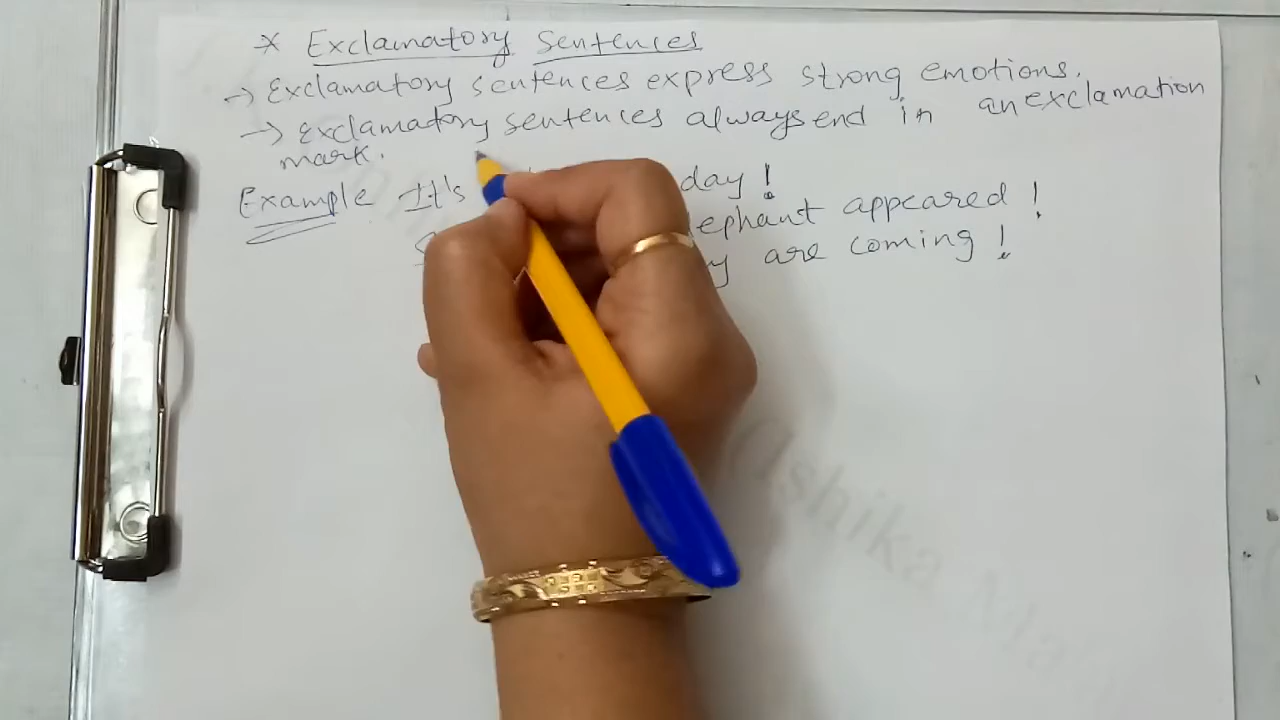 * Exclamatory Sentences
-> Exclamatory sentences express strong emotions.
-> Exclamatory sentences always end in an exclamation
mark.
Example It's day !
elephant appeared !
are coming !